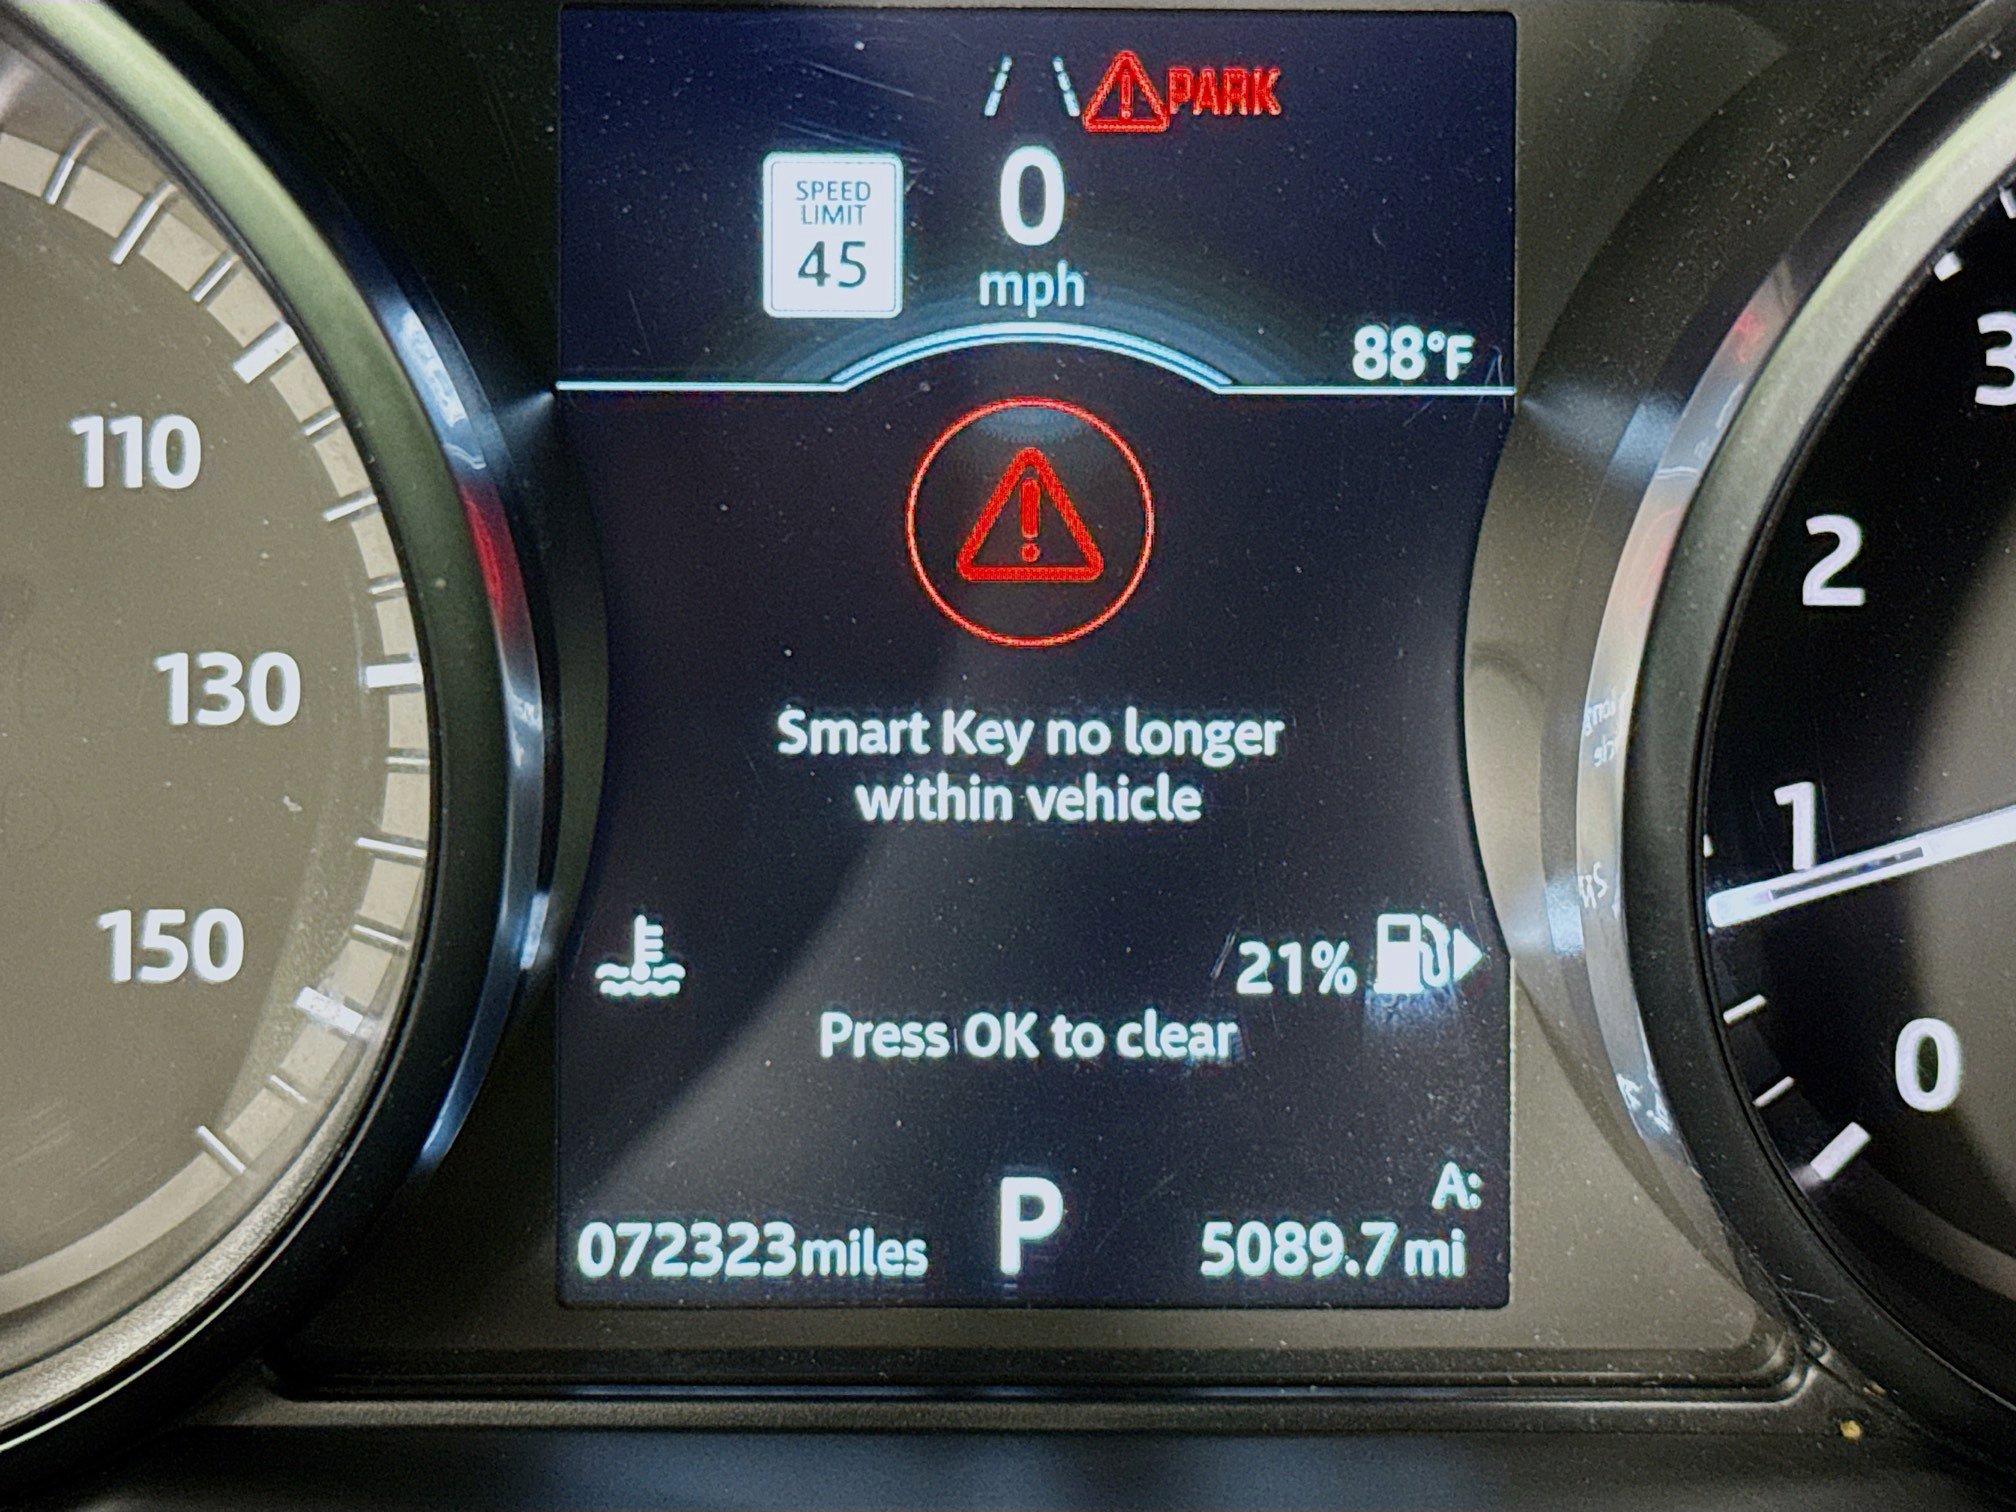 PARK
SPEED
LIMIT
45
0
mph
88°F
110
130
150
3
2
1
0
Smart Key no longer
within vehicle
21%
Press OK to clear
A:
072323miles
P
5089.7mi